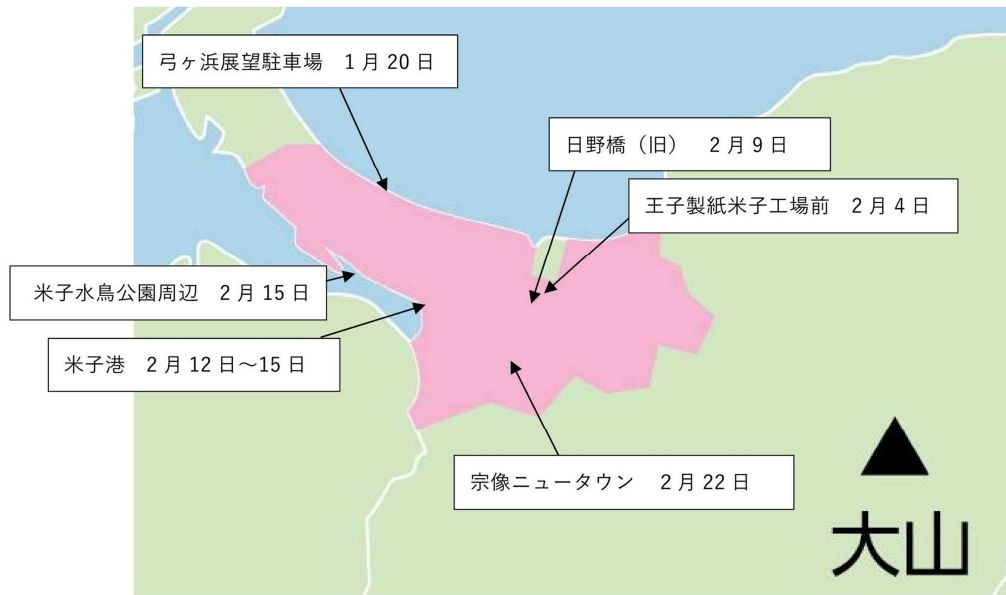 弓ヶ浜展望駐車場　1月20日
日野橋（旧）　2月9日
王子製紙米子工場前　2月4日
米子水鳥公園周辺　2月15日
米子港　2月12日～15日
宗像ニュータウン　2月22日
大山